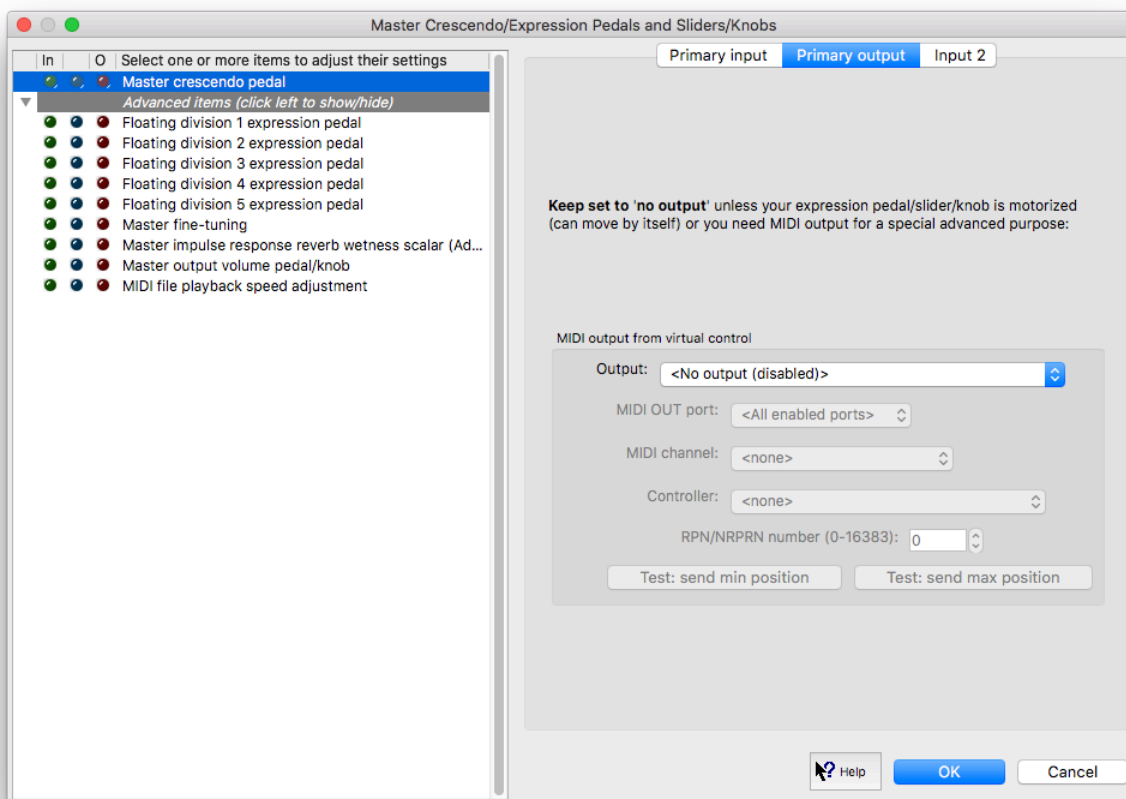 Master Crescendo/Expression Pedals and Sliders/Knobs
In O Select one or more items to adjust their settings
Master crescendo pedal
Advanced items (click left to show/hide)
Floating division 1 expression pedal
Floating division 2 expression pedal
Floating division 3 expression pedal
Floating division 4 expression pedal
Floating division 5 expression pedal
Master fine-tuning
Master impulse response reverb wetness scalar (Ad...
Master output volume pedal/knob
MIDI file playback speed adjustment
Primary input Primary output Input 2
Keep set to 'no output' unless your expression pedal/slider/knob is motorized
(can move by itself) or you need MIDI output for a special advanced purpose:
MIDI output from virtual control
Output: <No output (disabled)>
MIDI OUT port: <All enabled ports>
MIDI channel: <none>
Controller: <none>
RPN/NRPRN number (0-16383): 0
Test: send min position Test: send max position
Help OK Cancel